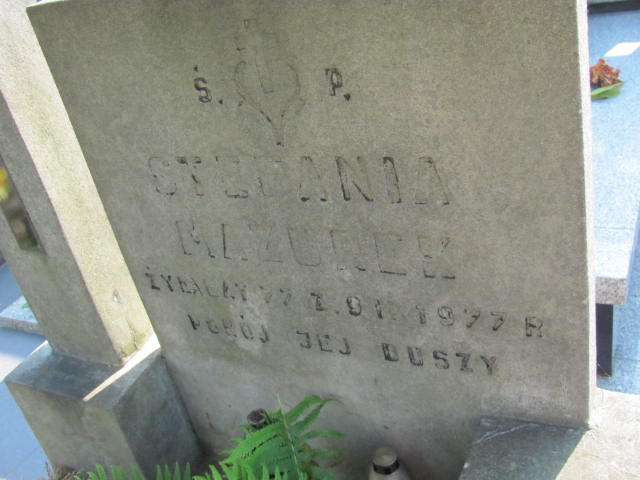 Ś. P.
STEFANIA
MAZUREK
ŻYŁA LAT 77 Z. 1977 R
POKÓJ JEJ DUSZY